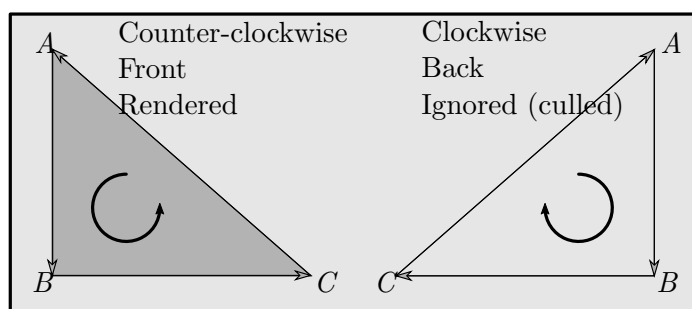 A
Counter-clockwise
Front
Rendered
B
C
Clockwise
Back
Ignored (culled)
A
C
B